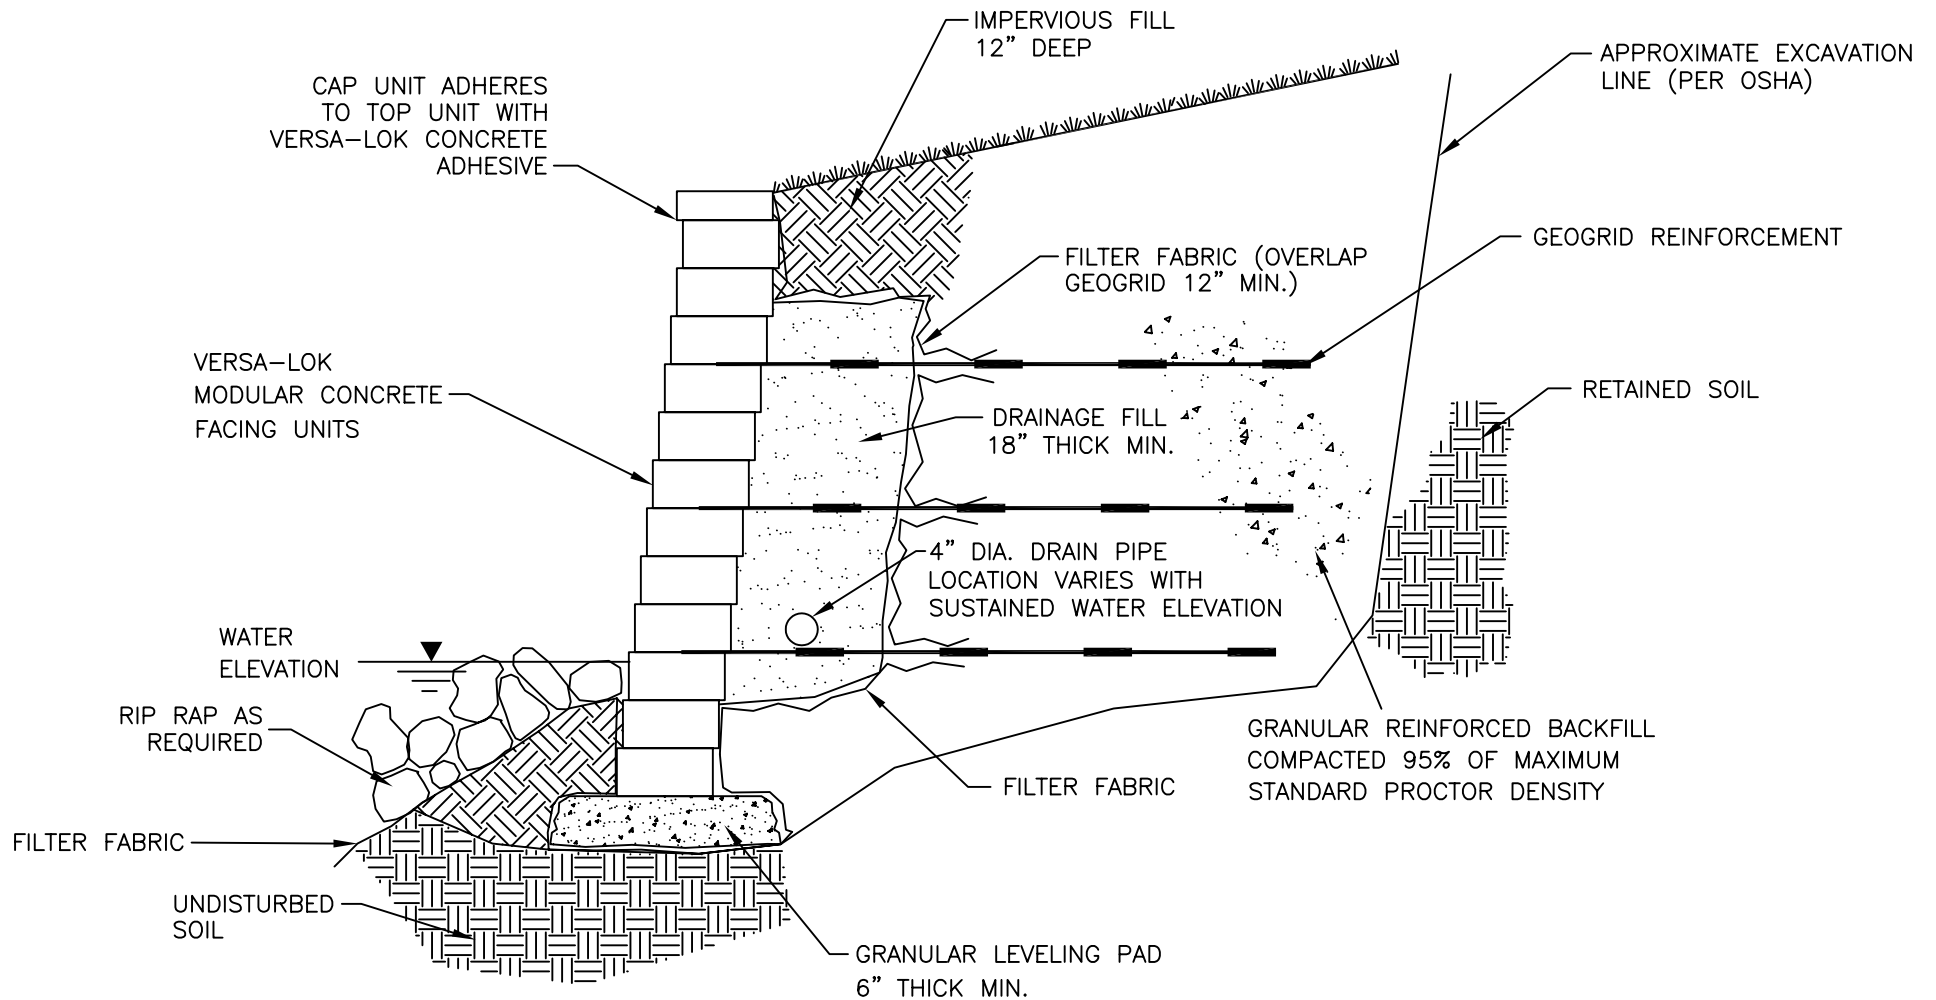 IMPERVIOUS FILL
12” DEEP
APPROXIMATE EXCAVATION
LINE (PER OSHA)
CAP UNIT ADHERES
TO TOP UNIT WITH
VERSA-LOK CONCRETE
ADHESIVE
GEOGRID REINFORCEMENT
FILTER FABRIC (OVERLAP
GEOGRID 12” MIN.)
VERSA-LOK
MODULAR CONCRETE
FACING UNITS
RETAINED SOIL
DRAINAGE FILL
18” THICK MIN.
4” DIA. DRAIN PIPE
LOCATION VARIES WITH
SUSTAINED WATER ELEVATION
WATER
ELEVATION
RIP RAP AS
REQUIRED
GRANULAR REINFORCED BACKFILL
COMPACTED 95% OF MAXIMUM
STANDARD PROCTOR DENSITY
FILTER FABRIC
FILTER FABRIC
UNDISTURBED
SOIL
GRANULAR LEVELING PAD
6” THICK MIN.